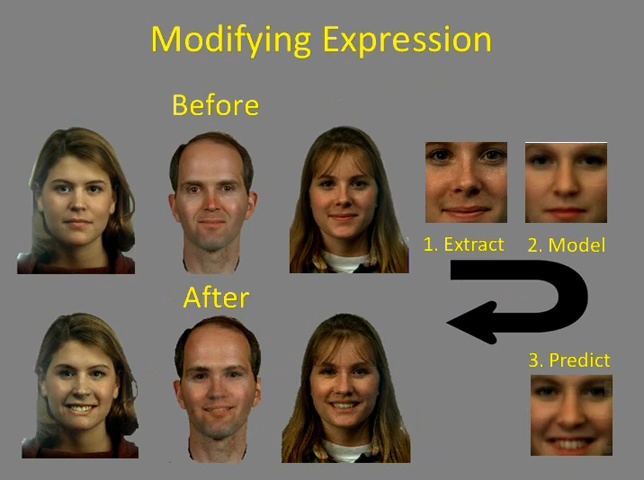 Modifying Expression
Before
1. Extract
2. Model
After
3. Predict